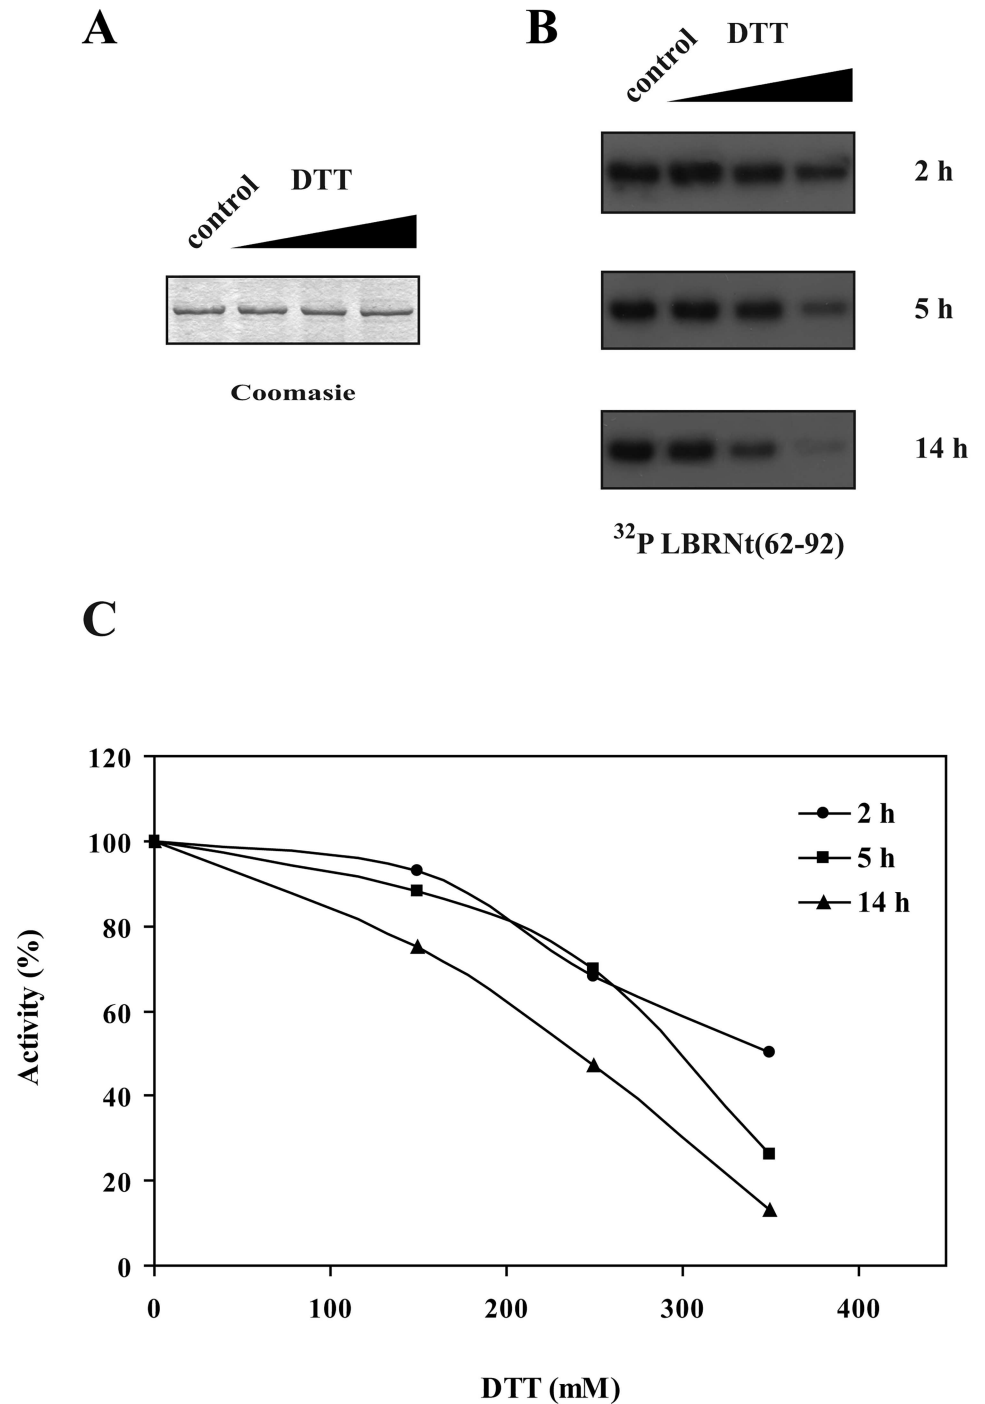 A
control
DTT
Coomasie
B
control
DTT
2 h
5 h
14 h
³²P LBRNt(62-92)
C
120
100
80
60
40
20
0
Activity (%)
2 h
5 h
14 h
0 100 200 300 400
DTT (mM)